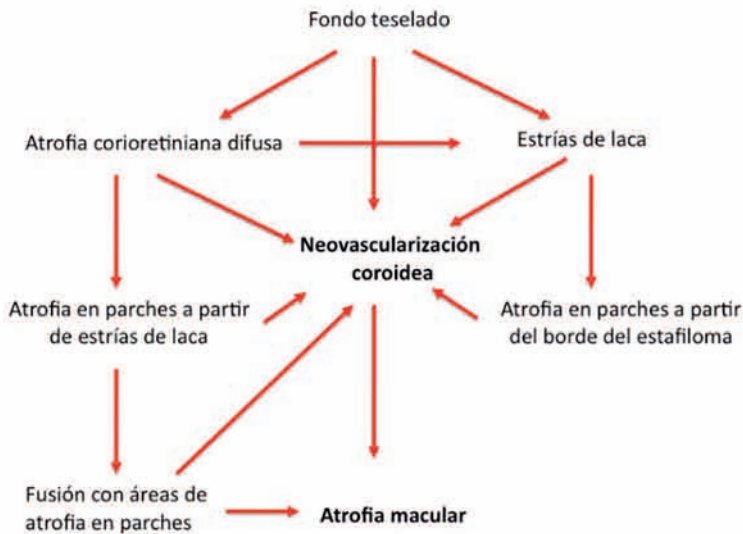 Fondo teselado
Atrofia corioretiniana difusa
Estrías de laca
Neovascularización
coroidea
Atrofia en parches a partir
de estrías de laca
Atrofia en parches a partir
del borde del estafiloma
Fusión con áreas de
atrofia en parches
Atrofia macular